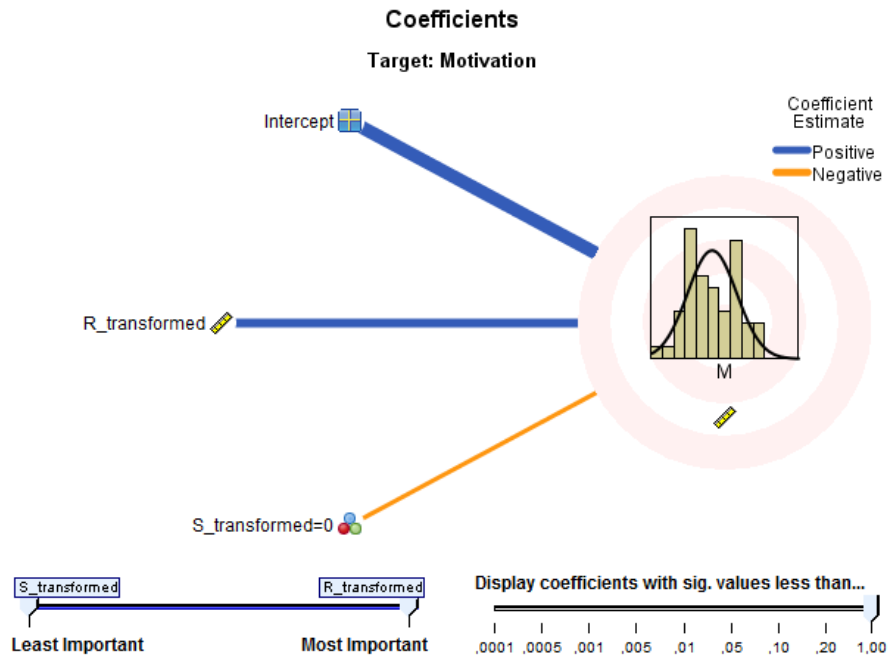 Coefficients
Target: Motivation
Intercept
Coefficient
Estimate
Positive
Negative
R_transformed
M
S_transformed=0
S_transformed
R_transformed
Least Important
Most Important
Display coefficients with sig. values less than...
,0001 ,0005 ,001 ,005 ,01 ,05 ,10 ,20 1,00